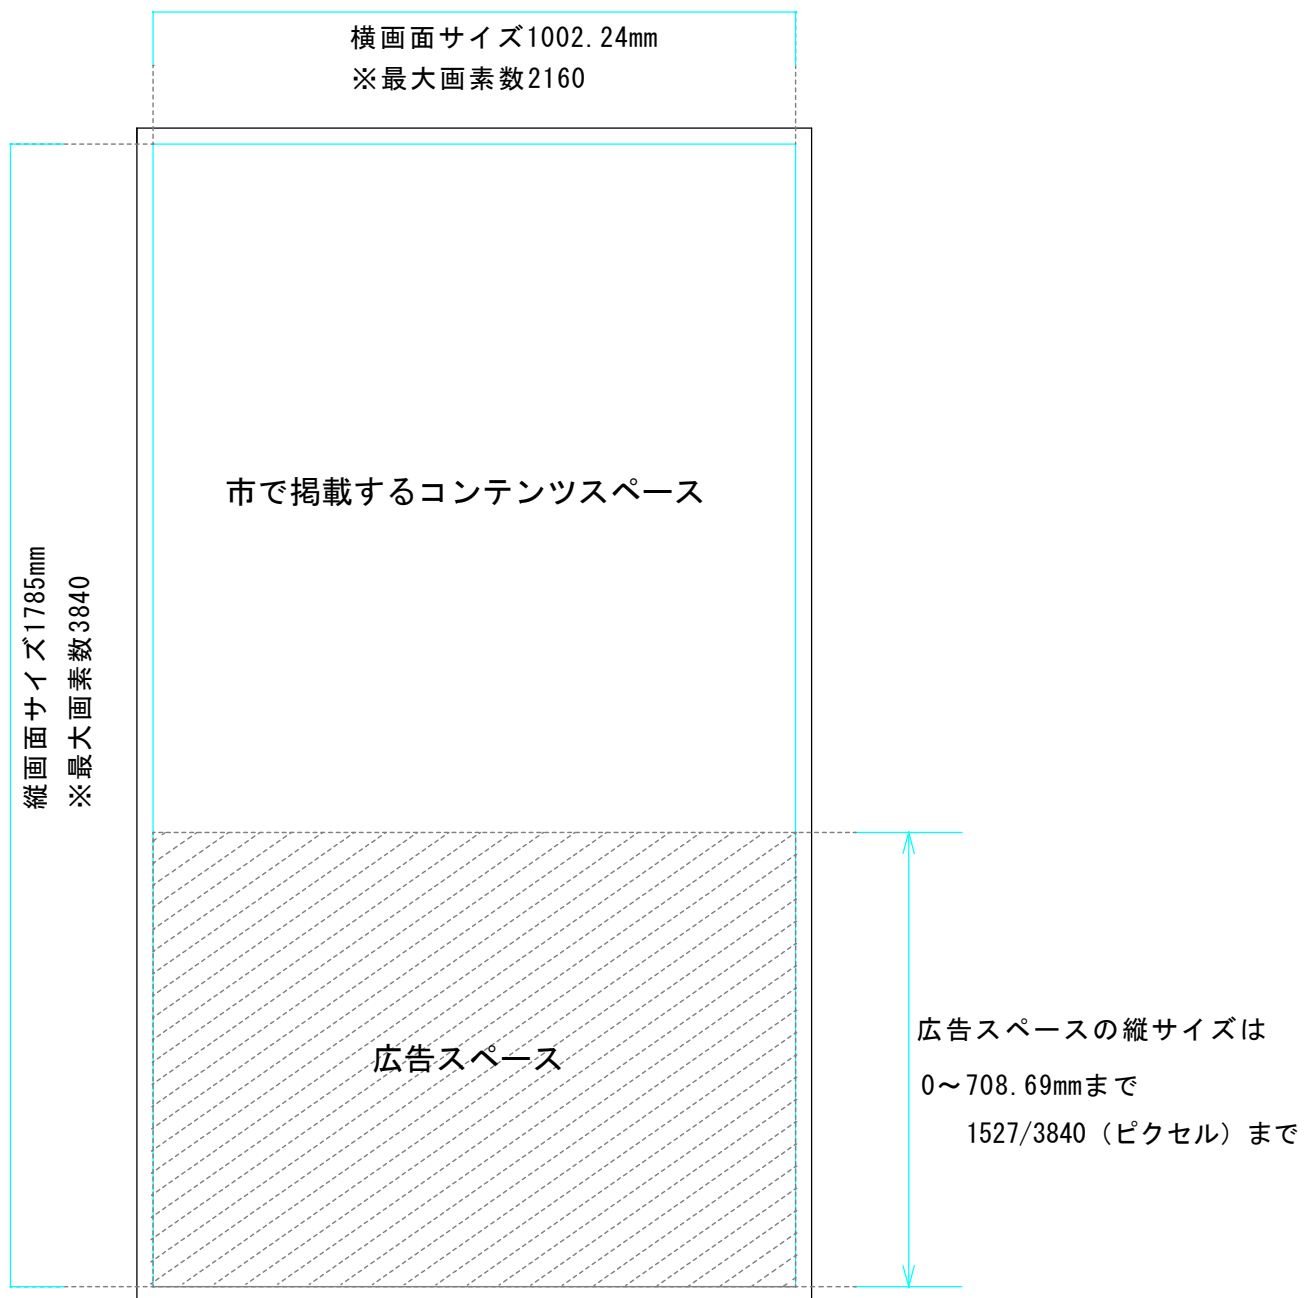 横画面サイズ1002.24mm
※最大画素数2160
市で掲載するコンテンツスペース
縦画面サイズ1785mm
※最大画素数3840
広告スペース
広告スペースの縦サイズは
0～708.69mmまで
1527/3840（ピクセル）まで